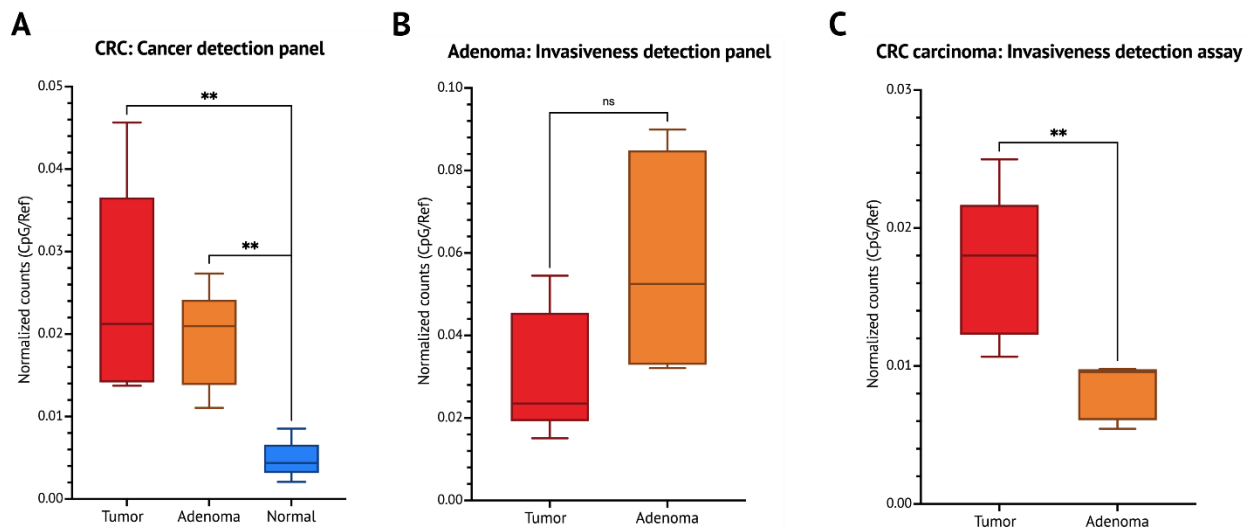 A
CRC: Cancer detection panel
Normalized counts (CpG/Ref)
0.05
0.04
0.03
0.02
0.01
0.00
**
**
Tumor
Adenoma
Normal
B
Adenoma: Invasiveness detection panel
Normalized counts (CpG/Ref)
0.10
0.08
0.06
0.04
0.02
0.00
ns
Tumor
Adenoma
C
CRC carcinoma: Invasiveness detection assay
Normalized counts (CpG/Ref)
0.03
0.02
0.01
0.00
**
Tumor
Adenoma